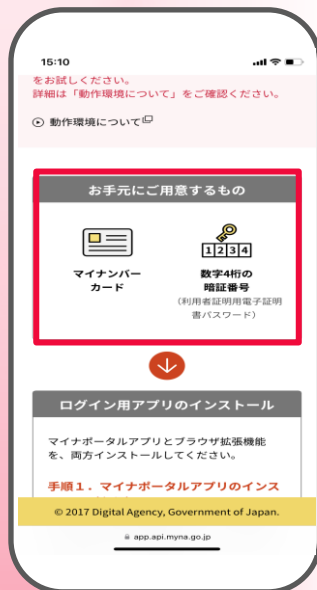 15:10
をお試しください。
詳細は「動作環境について」をご確認ください。
動作環境について
お手元にご用意するもの
マイナンバー
カード
1234
数字4桁の
暗証番号
(利用者証明用電子証明
書パスワード)
ログイン用アプリのインストール
マイナポータルアプリとブラウザ拡張機能
を、両方インストールしてください。
手順1. マイナポータルアプリのインス
© 2017 Digital Agency, Government of Japan.
app.api.myna.go.jp